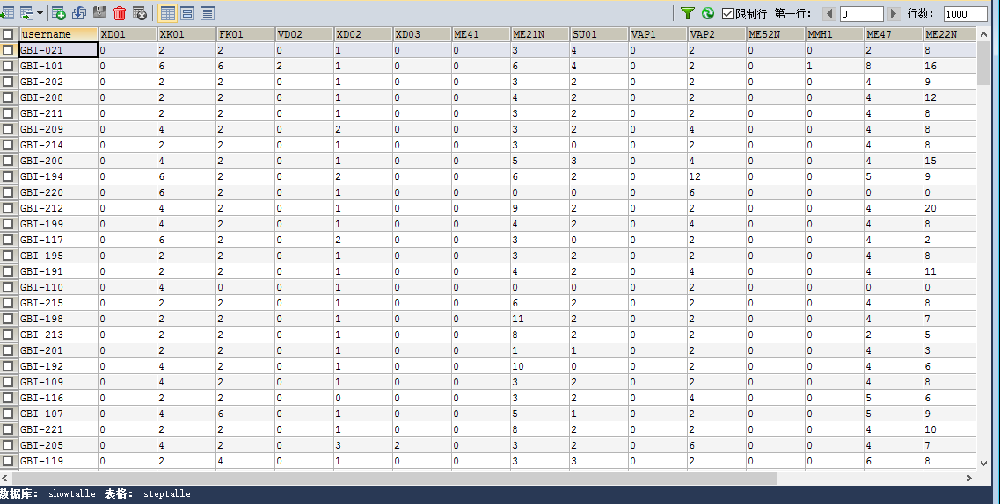 限制行 第一行: 0 行数: 1000
username XD01 XK01 FK01 VD02 XD02 XD03 ME41 ME21N SU01 VAP1 VAP2 ME52N MMH1 ME47 ME22N
GBI-021 0 2 2 0 1 0 0 3 4 0 2 0 0 2 8
GBI-101 0 6 6 2 1 0 0 6 4 0 2 0 1 8 16
GBI-202 0 2 2 0 1 0 0 3 2 0 2 0 0 4 9
GBI-208 0 2 2 0 1 0 0 4 2 0 2 0 0 4 12
GBI-211 0 2 2 0 1 0 0 3 2 0 2 0 0 4 8
GBI-209 0 4 2 0 2 0 0 3 2 0 4 0 0 4 8
GBI-214 0 2 2 0 1 0 0 3 0 0 2 0 0 4 8
GBI-200 0 4 2 0 1 0 0 5 3 0 4 0 0 4 15
GBI-194 0 6 2 0 2 0 0 6 2 0 12 0 0 5 9
GBI-220 0 6 2 0 1 0 0 0 0 0 6 0 0 0 0
GBI-212 0 4 2 0 1 0 0 9 2 0 2 0 0 4 20
GBI-199 0 4 2 0 1 0 0 4 2 0 4 0 0 4 8
GBI-117 0 6 2 0 2 0 0 3 0 0 2 0 0 4 2
GBI-195 0 2 2 0 1 0 0 3 2 0 2 0 0 4 8
GBI-191 0 2 2 0 1 0 0 4 2 0 4 0 0 4 11
GBI-110 0 4 0 0 1 0 0 0 0 0 2 0 0 0 0
GBI-215 0 2 2 0 1 0 0 6 2 0 2 0 0 4 8
GBI-198 0 2 2 0 1 0 0 11 2 0 2 0 0 4 7
GBI-213 0 2 2 0 1 0 0 8 2 0 2 0 0 2 5
GBI-201 0 2 2 0 1 0 0 1 1 0 2 0 0 4 3
GBI-192 0 4 2 0 1 0 0 10 0 0 2 0 0 4 6
GBI-109 0 4 2 0 1 0 0 3 2 0 2 0 0 4 8
GBI-116 0 2 2 0 0 0 0 3 2 0 4 0 0 5 6
GBI-107 0 4 6 0 1 0 0 5 1 0 2 0 0 5 9
GBI-221 0 2 2 0 1 0 0 8 2 0 2 0 0 4 10
GBI-205 0 4 2 0 3 2 0 3 2 0 6 0 0 4 7
GBI-119 0 2 4 0 1 0 0 3 3 0 2 0 0 6 8
数据库: showtable 表格: steptable